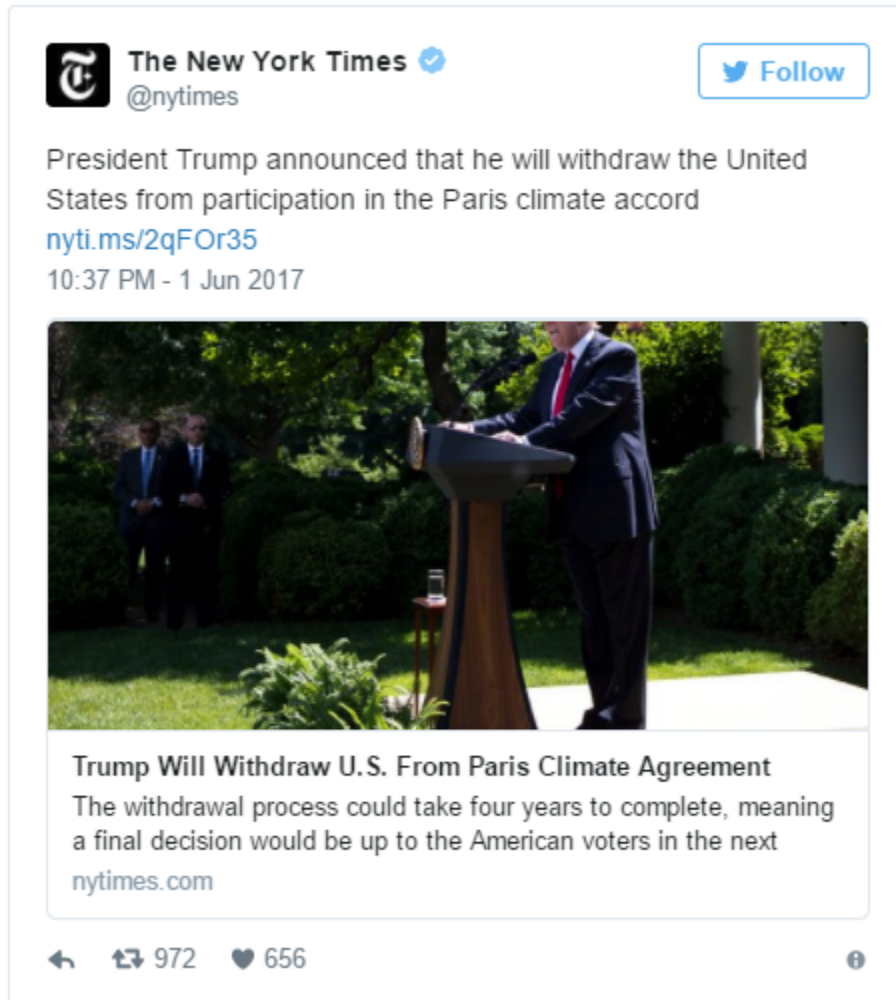 The New York Times
@nytimes
Follow
President Trump announced that he will withdraw the United
States from participation in the Paris climate accord
nyti.ms/2qFOr35
10:37 PM - 1 Jun 2017
Trump Will Withdraw U.S. From Paris Climate Agreement
The withdrawal process could take four years to complete, meaning
a final decision would be up to the American voters in the next
nytimes.com
972 656